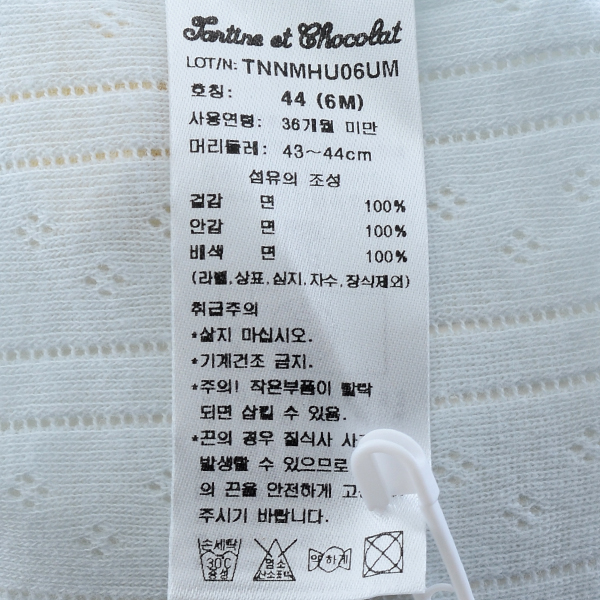 Tartine et Chocolat
LOT/N: TNNMHU06UM
호칭: 44 (6M)
사용연령: 36개월 미만
머리둘레: 43~44cm
섬유의 조성
겉감 면 100%
안감 면 100%
배색 면 100%
(라벨,상표,심지,자수,장식제외)
취급주의
*삶지 마십시오.
*기계건조 금지.
*주의! 작은부품이 탈락
되면 삼킬 수 있음.
*끈의 경우 질식사
발생할 수 있으므로
의 끈을 안전하게
주시기 바랍니다.
손세탁 30℃ 중성
염소 산소표백
약하게